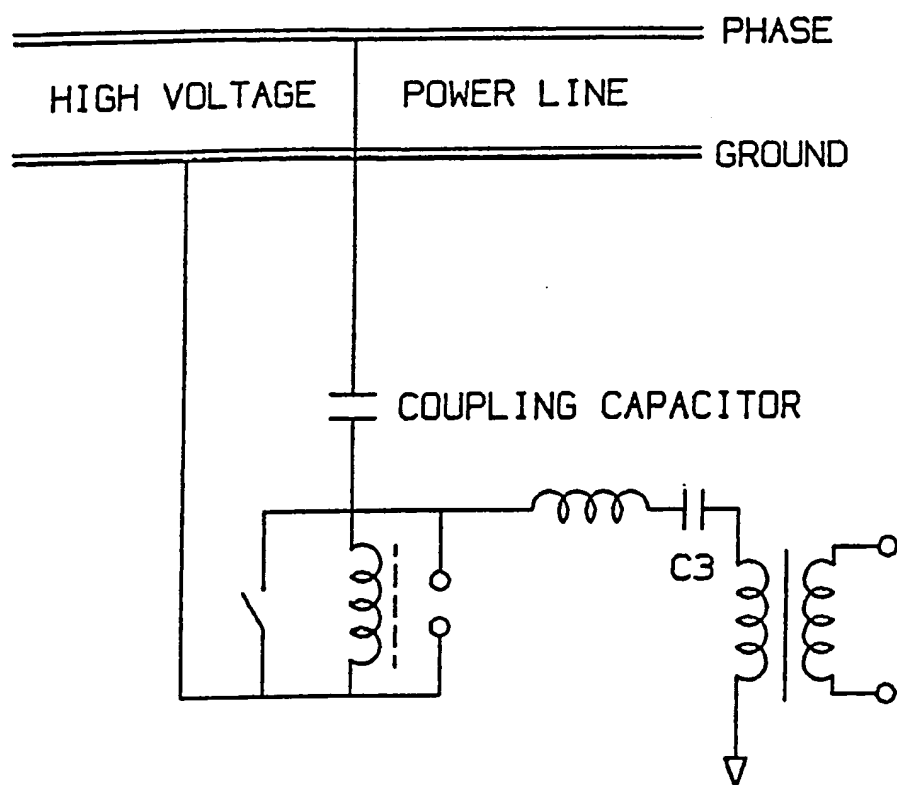 PHASE
HIGH VOLTAGE POWER LINE
GROUND
COUPLING CAPACITOR
C3